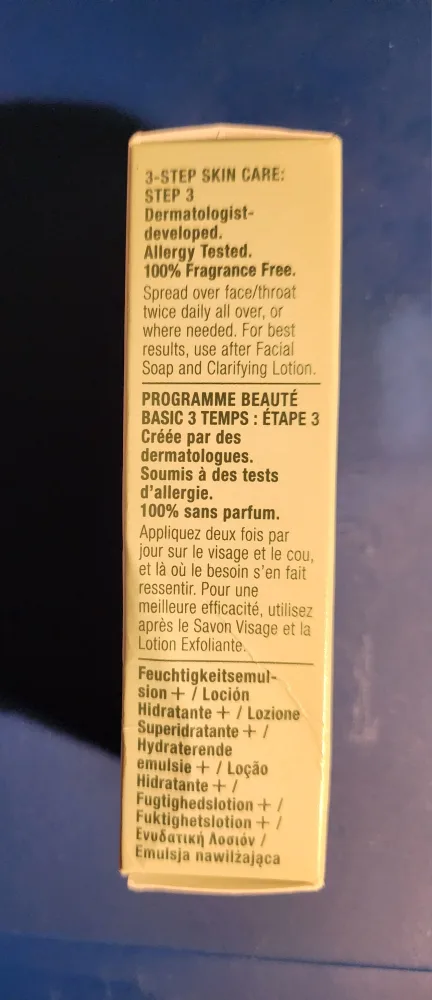 3-STEP SKIN CARE:
STEP 3
Dermatologist-
developed.
Allergy Tested.
100% Fragrance Free.
Spread over face/throat
twice daily all over, or
where needed. For best
results, use after Facial
Soap and Clarifying Lotion.
PROGRAMME BEAUTÉ
BASIC 3 TEMPS : ÉTAPE 3
Créée par des
dermatologues.
Soumis à des tests
d'allergie.
100% sans parfum.
Appliquez deux fois par
jour sur le visage et le cou,
et là où le besoin s'en fait
ressentir. Pour une
meilleure efficacité, utilisez
après le Savon Visage et la
Lotion Exfoliante.
Feuchtigkeitsemul-
sion + / Loción
Hidratante + / Lozione
Superidratante + /
Hydraterende
emulsie + / Loção
Hidratante + /
Fugtighedslotion + /
Fuktighetslotion + /
Ενυδατική Λοσιόν /
Emulsja nawilżająca